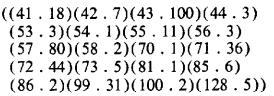 ((41 . 18)(42 . 7)(43 . 100)(44 . 3)
(53 . 3)(54 . 1)(55 . 11)(56 . 3)
(57 . 80)(58 . 2)(70 . 1)(71 . 36)
(72 . 44)(73 . 5)(81 . 1)(85 . 6)
(86 . 2)(99 . 31)(100 . 2)(128 . 5))